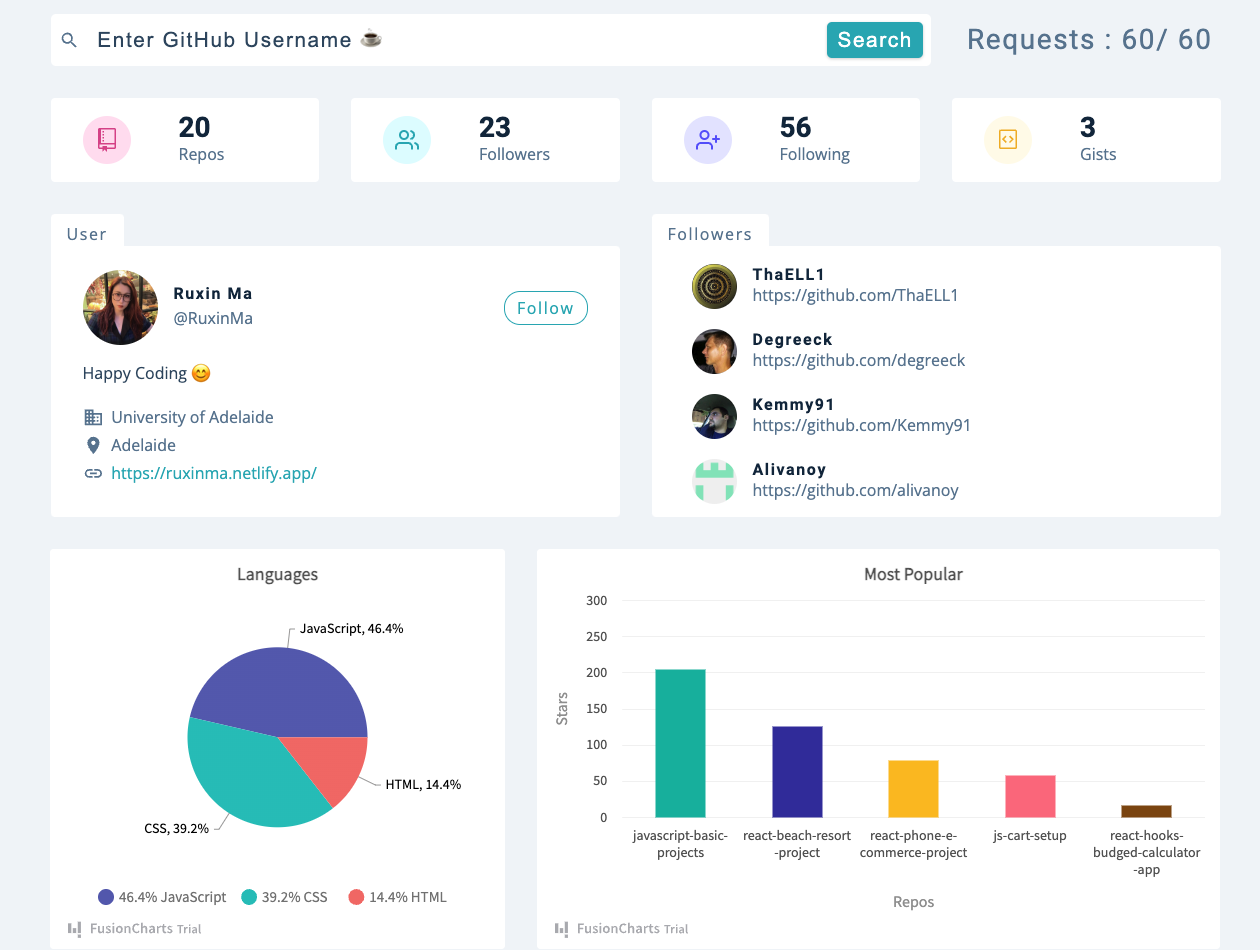 Enter GitHub Username ☕
Search
Requests : 60/ 60
20
Repos
23
Followers
56
Following
3
Gists
User
Ruxin Ma
@RuxinMa
Follow
Happy Coding 😊
University of Adelaide
Adelaide
https://ruxinma.netlify.app/
Followers
ThaELL1
https://github.com/ThaELL1
Degreeck
https://github.com/degreeck
Kemmy91
https://github.com/Kemmy91
Alivanoy
https://github.com/alivanoy
Languages
JavaScript, 46.4%
HTML, 14.4%
CSS, 39.2%
46.4% JavaScript 39.2% CSS 14.4% HTML
FusionCharts Trial
Most Popular
300
250
200
150
100
50
0
Stars
javascript-basic-
projects
react-beach-resort
-project
react-phone-e-
commerce-project
js-cart-setup
react-hooks-
budged-calculator
-app
Repos
FusionCharts Trial